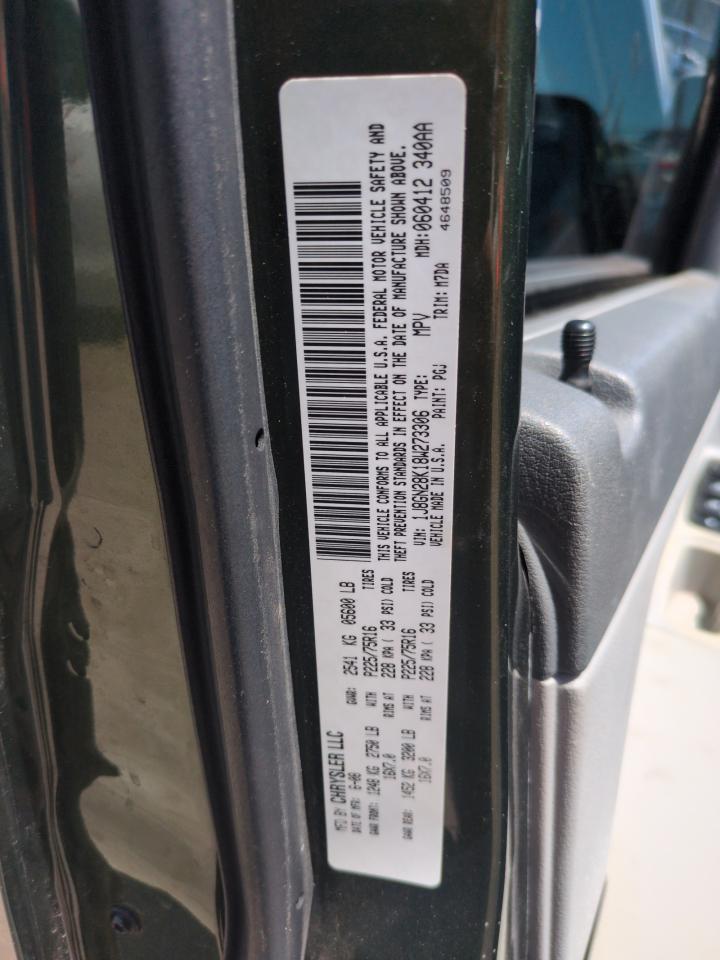 MFD BY CHRYSLER LLC
DATE OF MFR: 6-08 GVWR: 2541 KG 05600 LB
GAWR FRONT: 1248 KG 2750 LB WITH P225/75R16 TIRES
16X7.0 RIMS AT 228 KPA ( 33 PSI) COLD
GAWR REAR: 1452 KG 3200 LB WITH P225/75R16 TIRES
16X7.0 RIMS AT 228 KPA ( 33 PSI) COLD
THIS VEHICLE CONFORMS TO ALL APPLICABLE U.S.A. FEDERAL MOTOR VEHICLE SAFETY AND
THEFT PREVENTION STANDARDS IN EFFECT ON THE DATE OF MANUFACTURE SHOWN ABOVE.
VIN: 1J8GN28K18W273306 TYPE: MPV MDH:060412 340AA
VEHICLE MADE IN U.S.A. PAINT: PGJ TRIM: M7DA 4648509